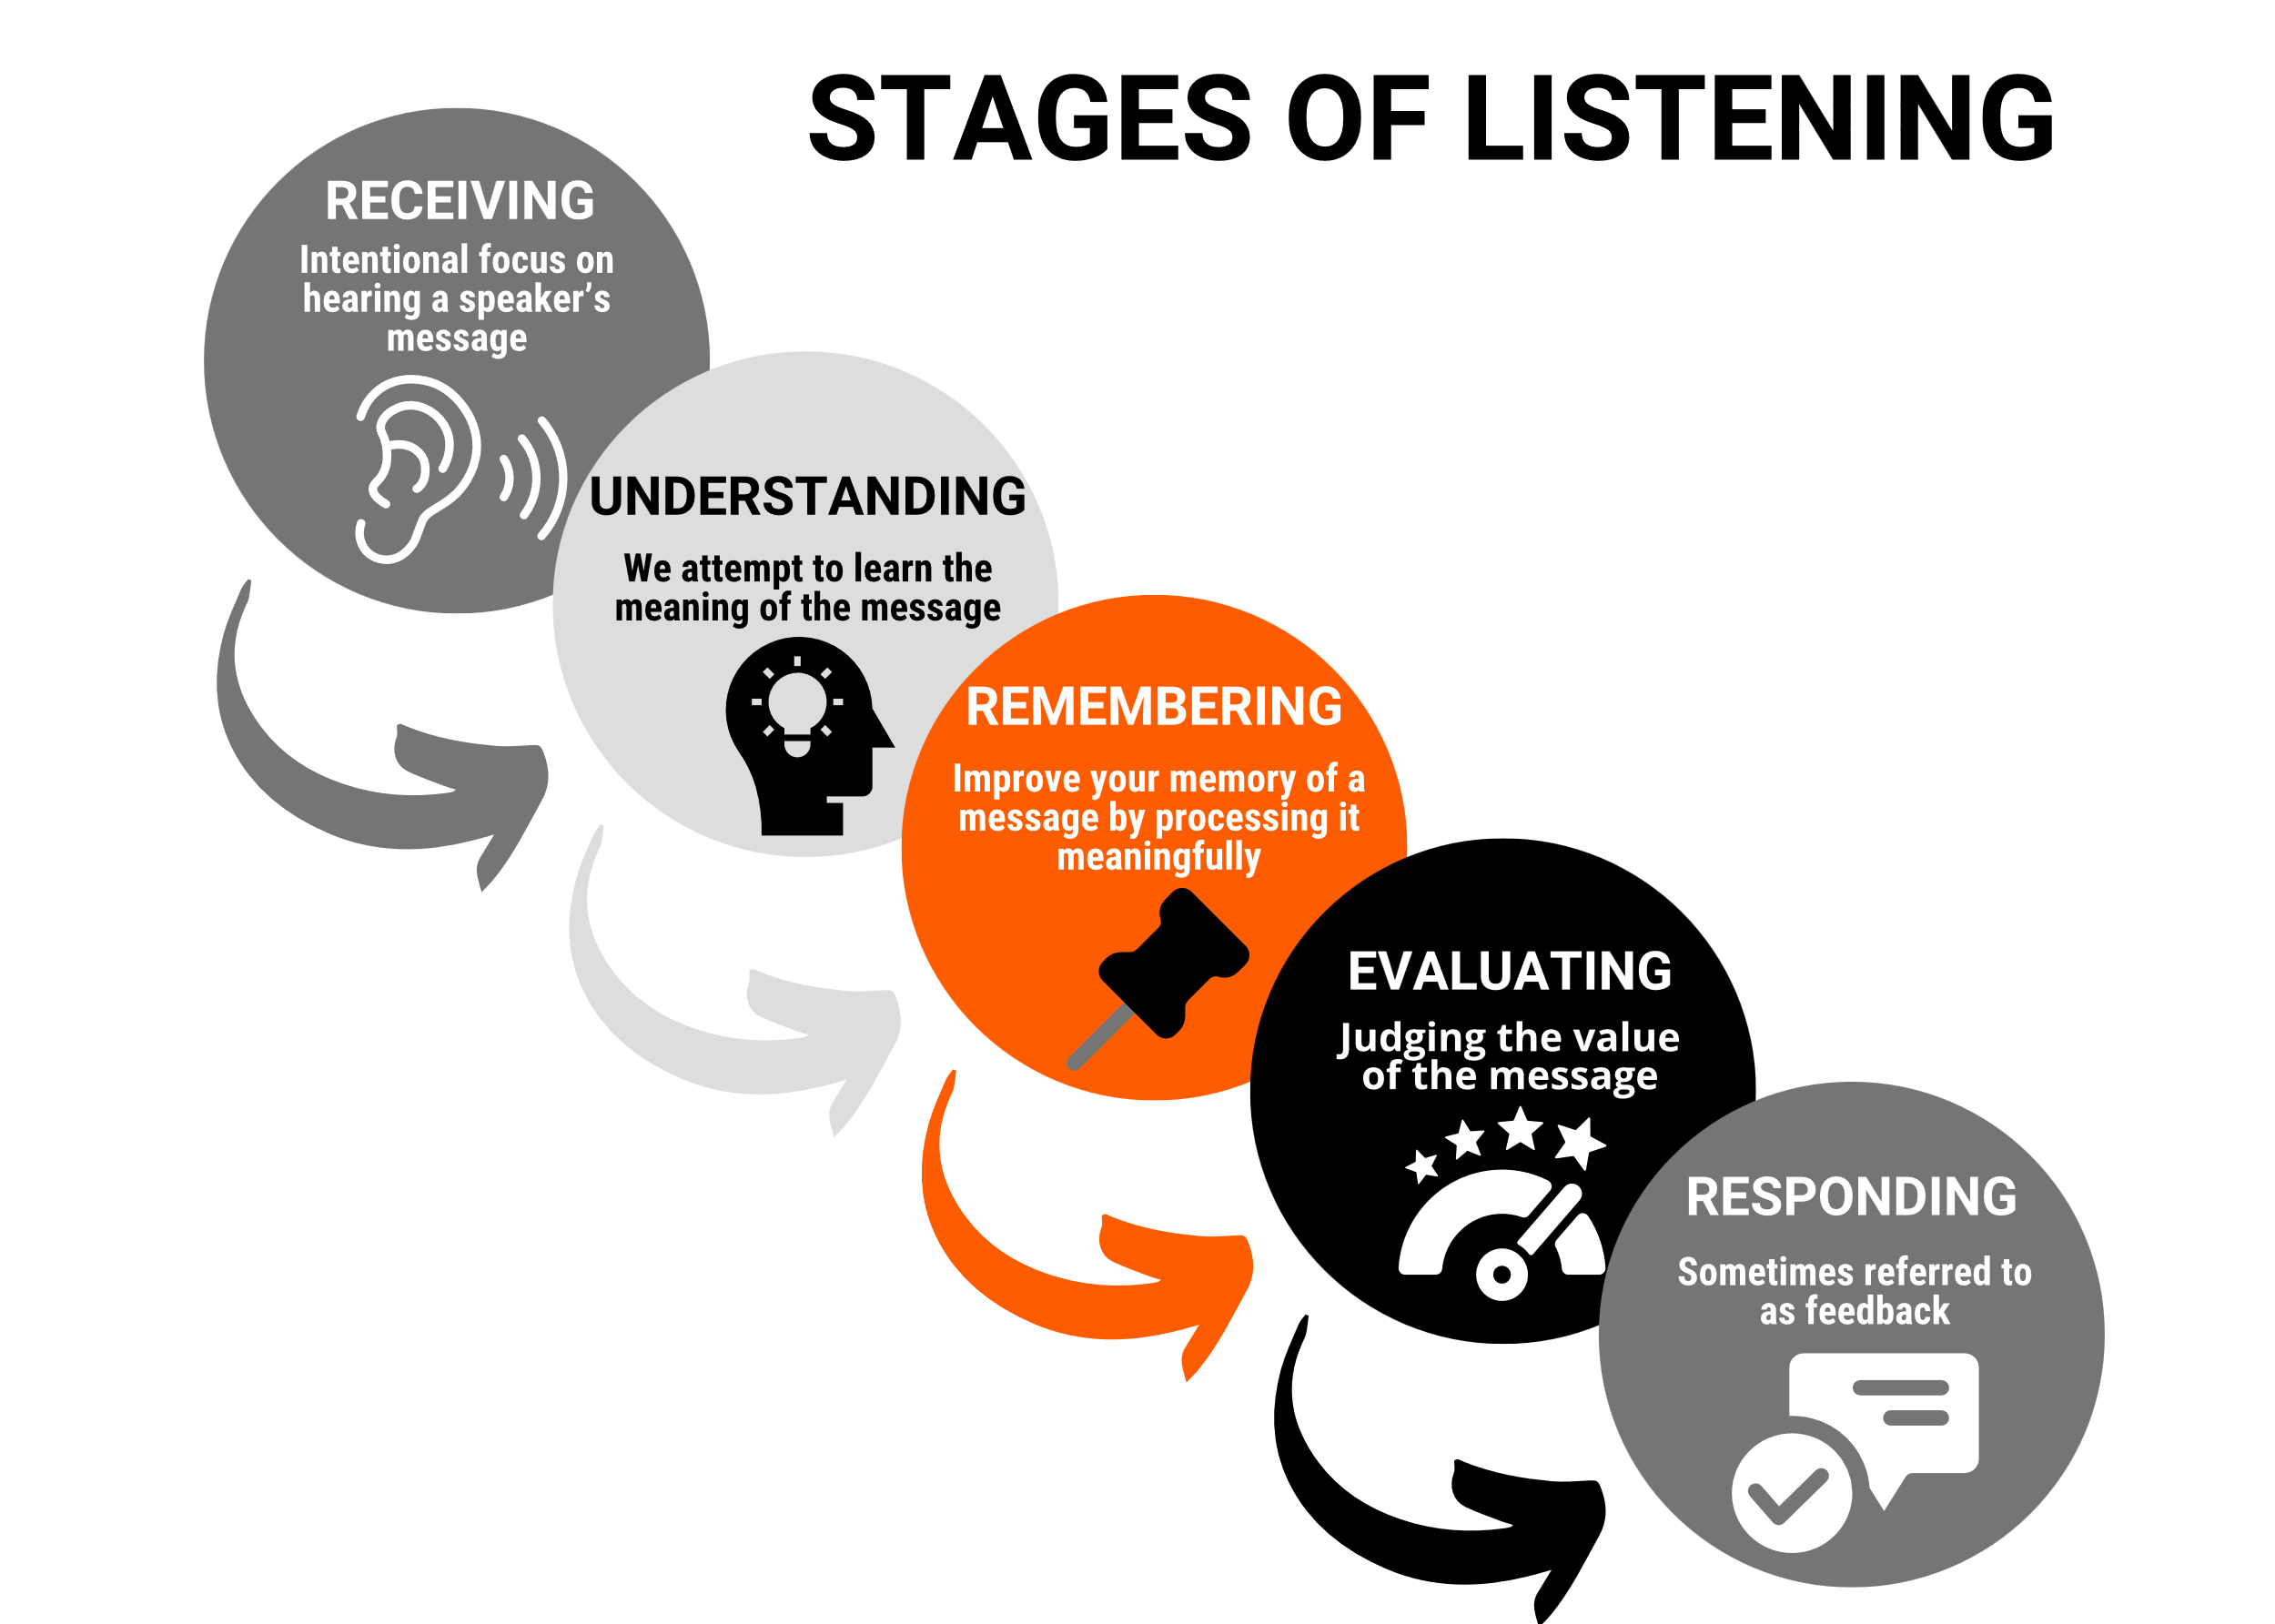 STAGES OF LISTENING
RECEIVING
Intentional focus on
hearing a speaker's
message
UNDERSTANDING
We attempt to learn the
meaning of the message
REMEMBERING
Improve your memory of a
message by processing it
meaningfully
EVALUATING
Judging the value
of the message
RESPONDING
Sometimes referred to
as feedback